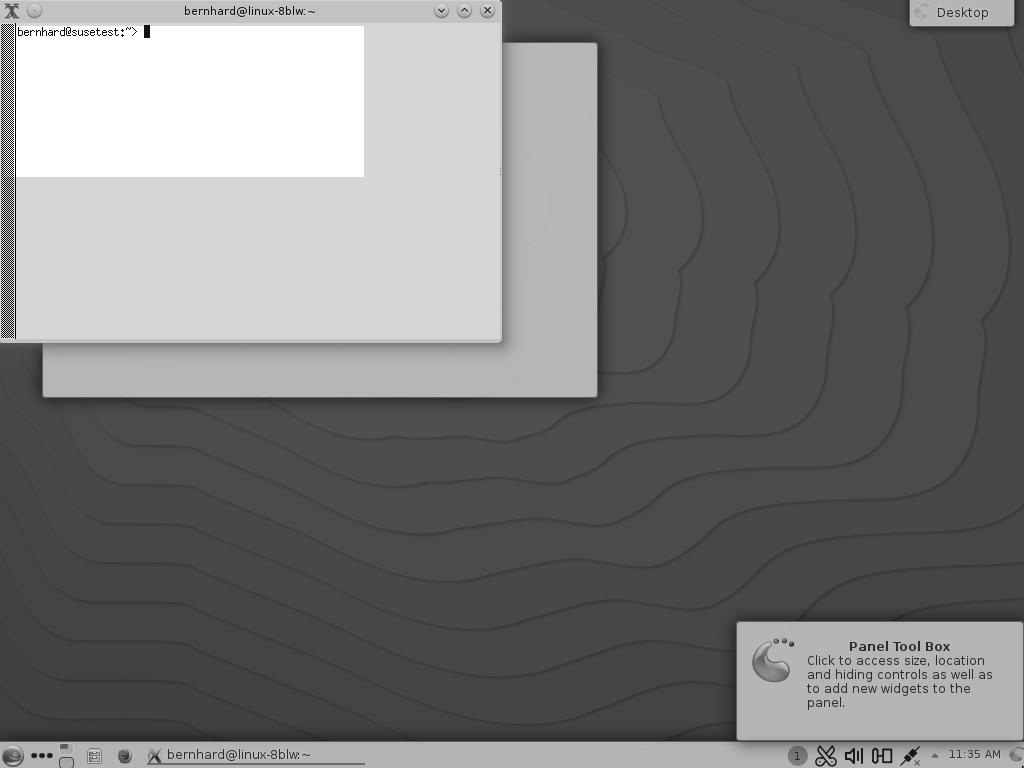 bernhard@linux-8blw:~
Desktop
bernhard@susetest:~>
Panel Tool Box
Click to access size, location
and hiding controls as well as
to add new widgets to the
panel.
bernhard@linux-8blw:~
1
11:35 AM